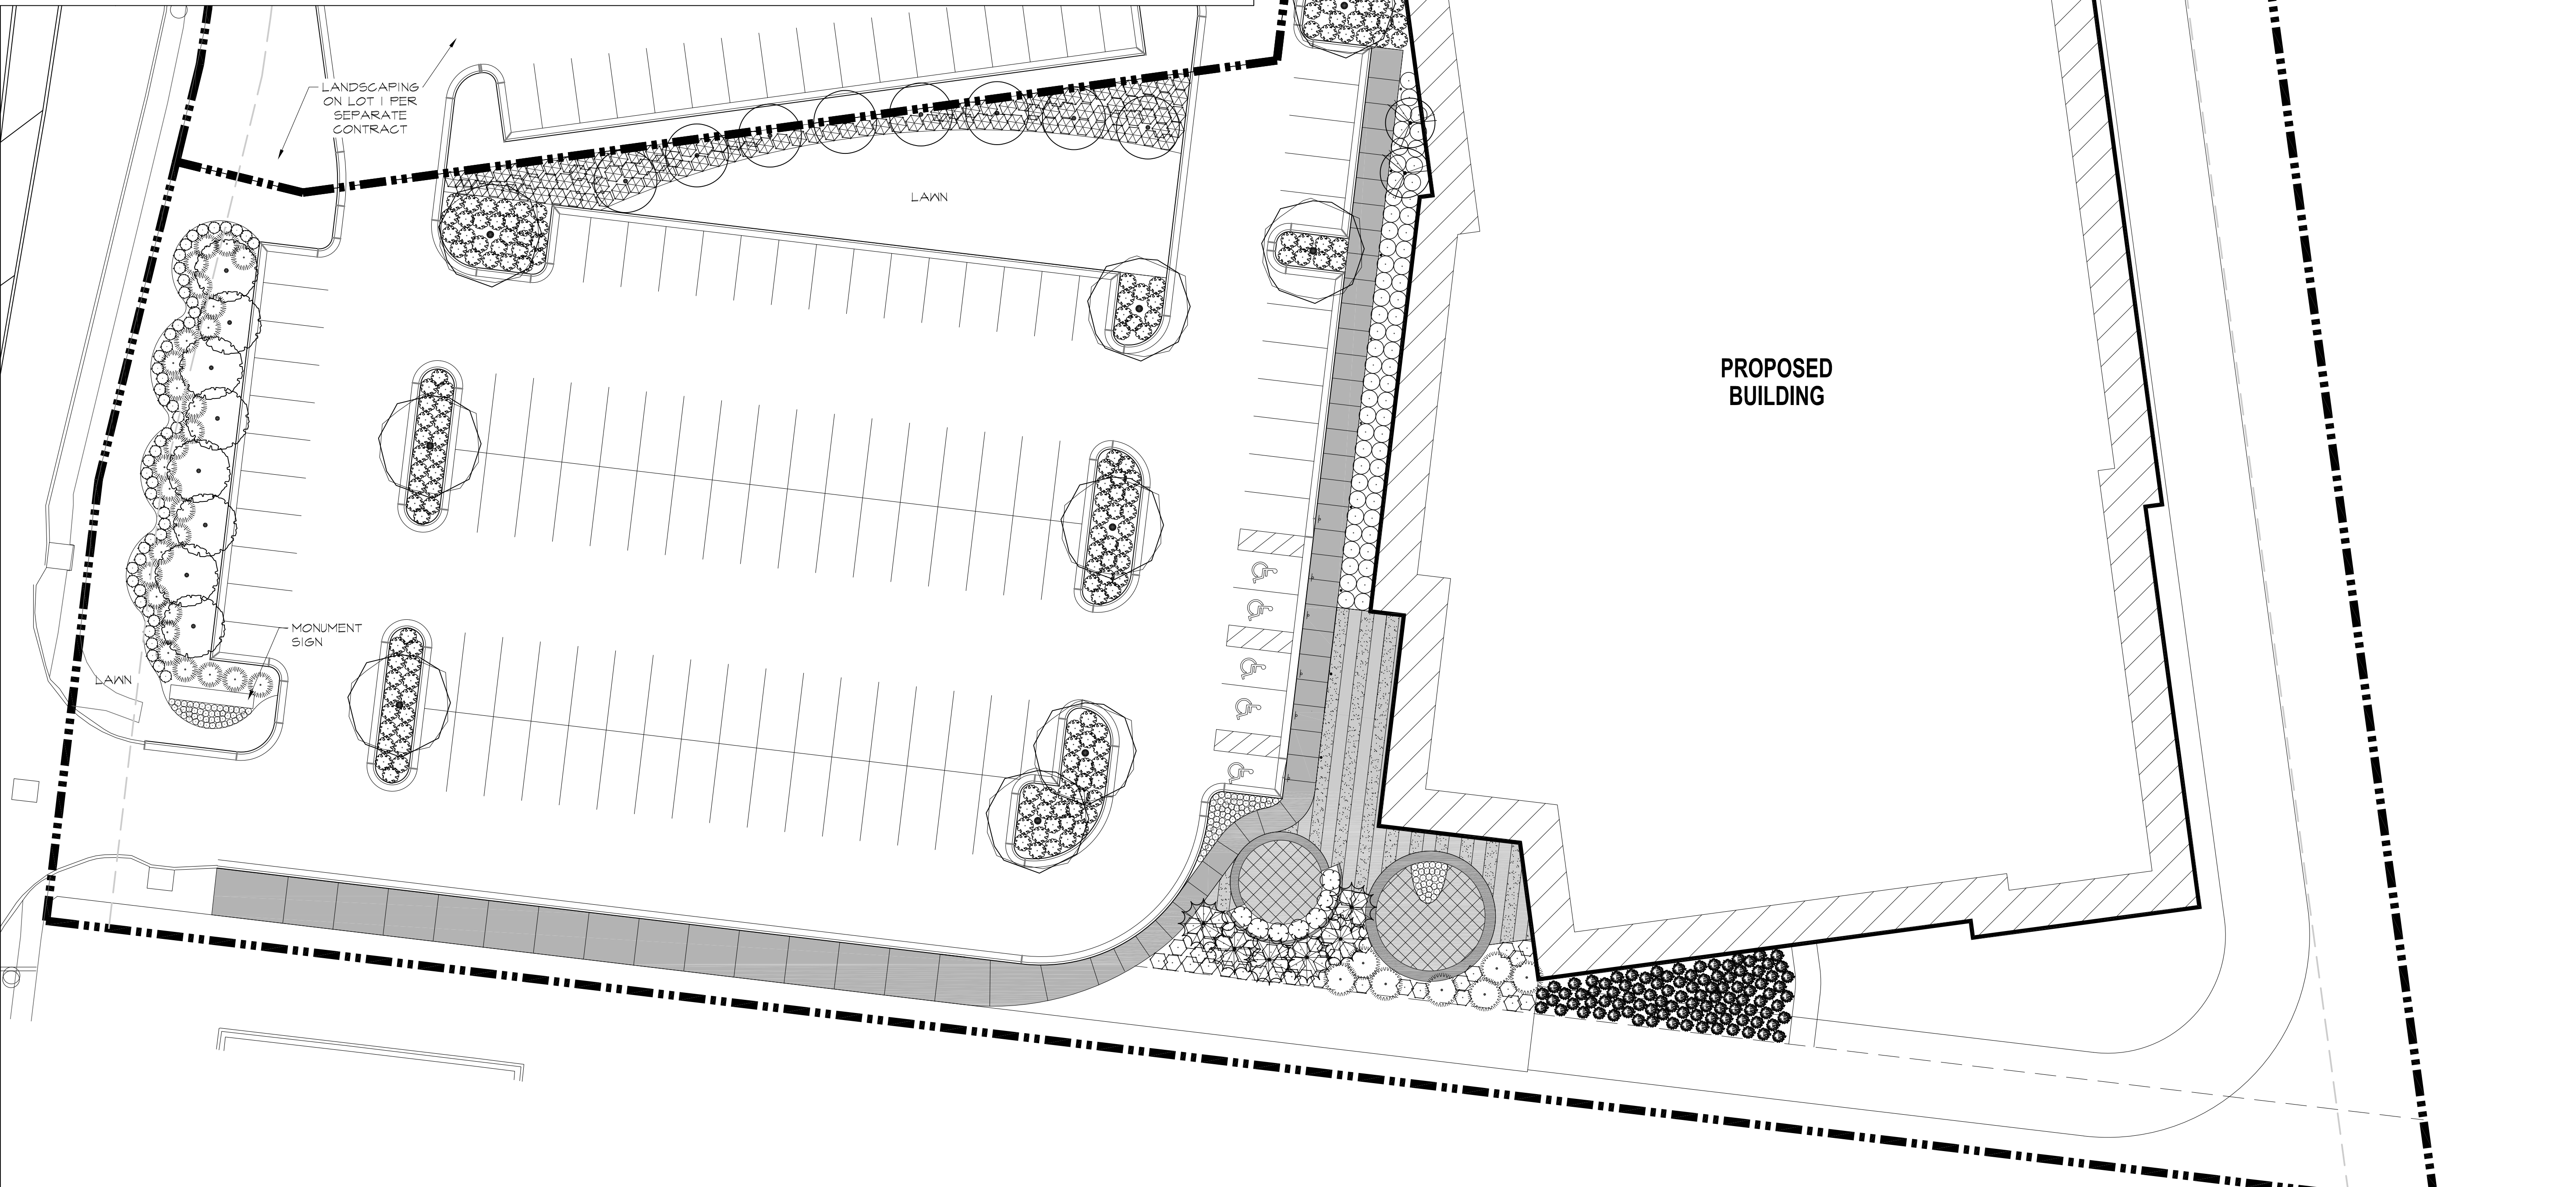 LANDSCAPING
ON LOT 1 PER
SEPARATE
CONTRACT
LAWN
PROPOSED
BUILDING
MONUMENT
SIGN
LAWN